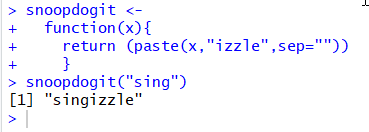 > snoopdogit <-
+   function(x){
+     return (paste(x,"izzle",sep=""))
+     }
> snoopdogit("sing")
[1] "singizzle"
>